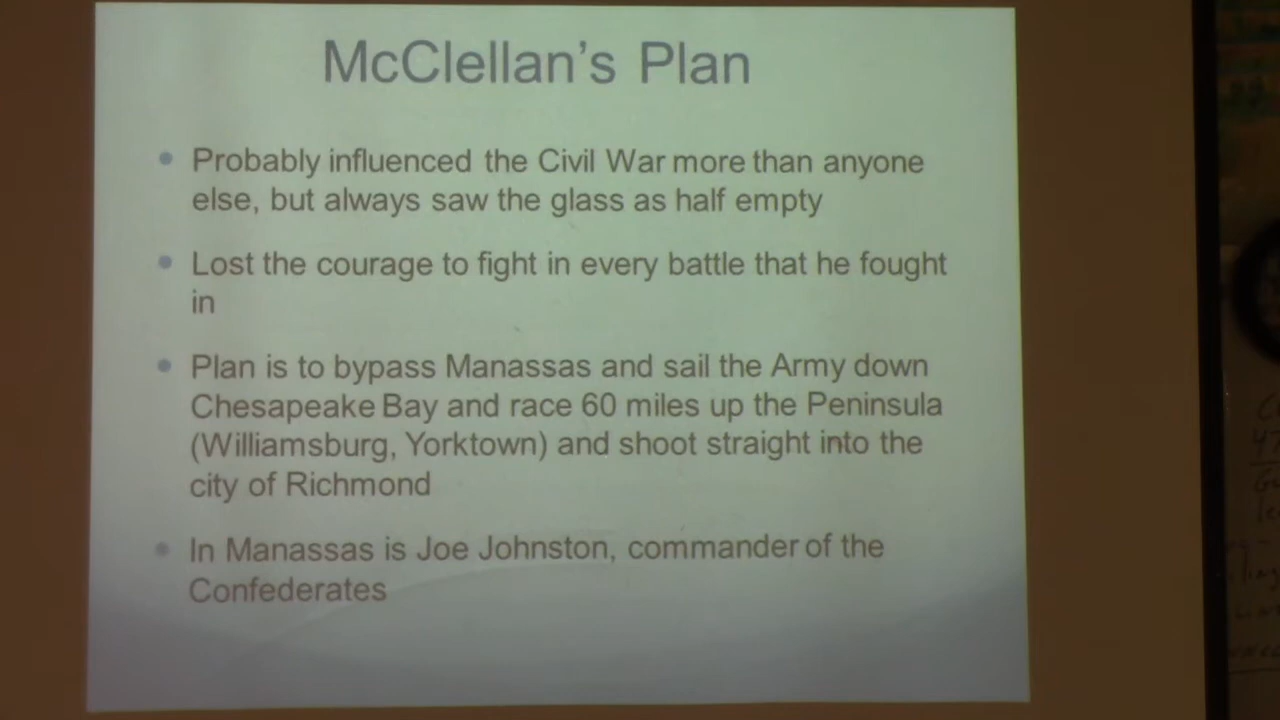 McClellan's Plan
• Probably influenced the Civil War more than anyone
else, but always saw the glass as half empty
• Lost the courage to fight in every battle that he fought
in
• Plan is to bypass Manassas and sail the Army down
Chesapeake Bay and race 60 miles up the Peninsula
(Williamsburg, Yorktown) and shoot straight into the
city of Richmond
• In Manassas is Joe Johnston, commander of the
Confederates